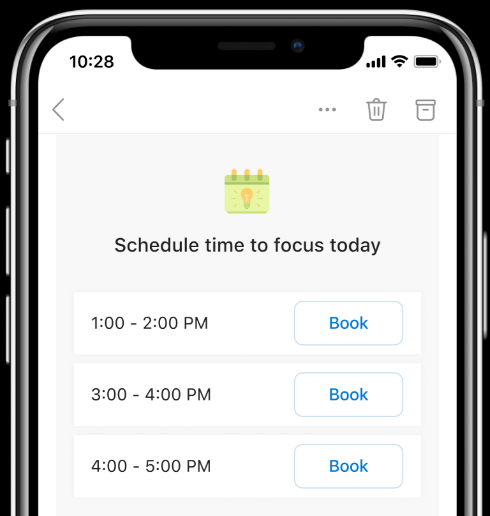 10:28
Schedule time to focus today
1:00 - 2:00 PM Book
3:00 - 4:00 PM Book
4:00 - 5:00 PM Book